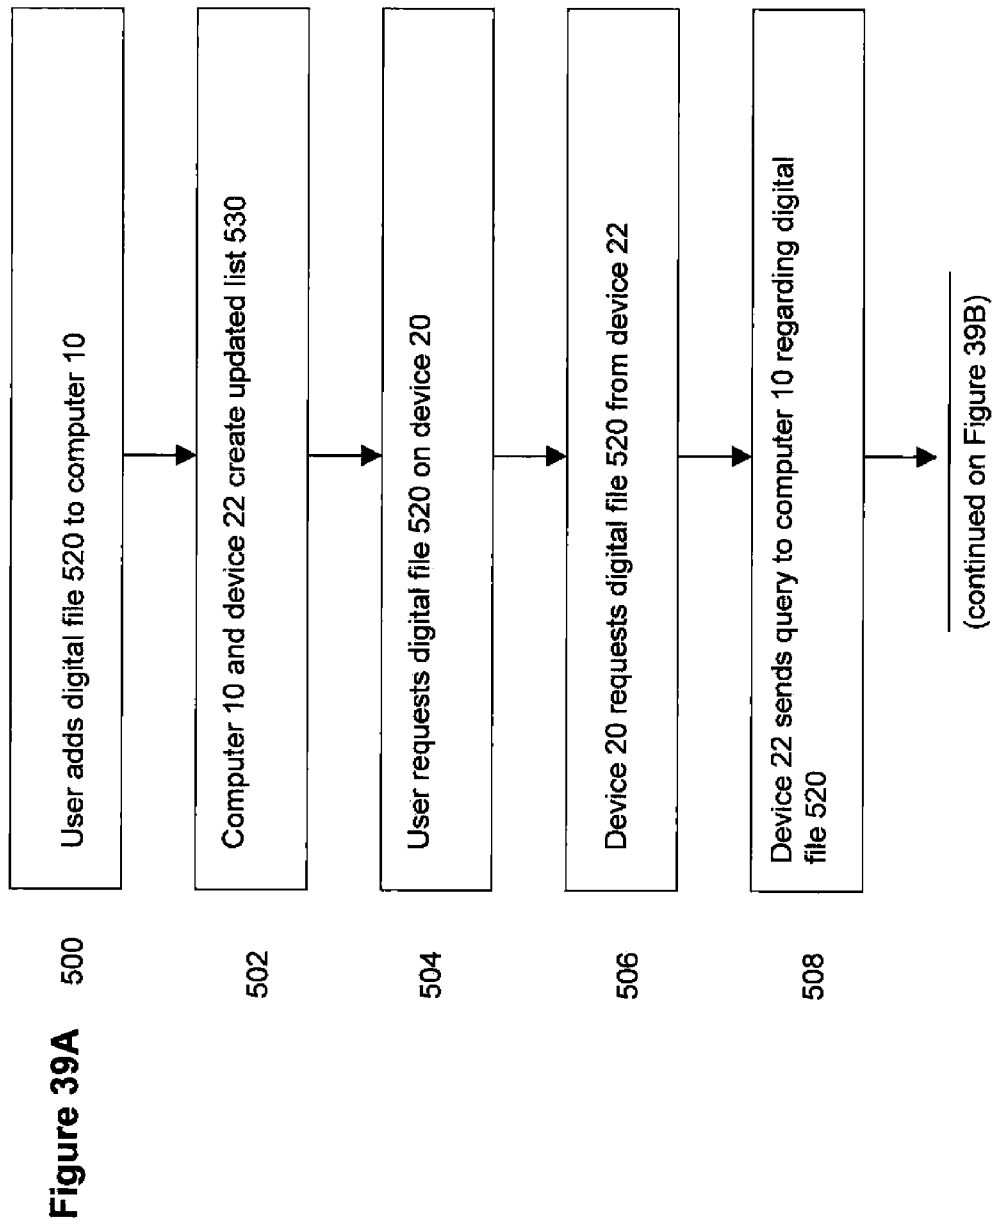 Figure 39A
500
User adds digital file 520 to computer 10
502
Computer 10 and device 22 create updated list 530
504
User requests digital file 520 on device 20
506
Device 20 requests digital file 520 from device 22
508
Device 22 sends query to computer 10 regarding digital
file 520
(continued on Figure 39B)